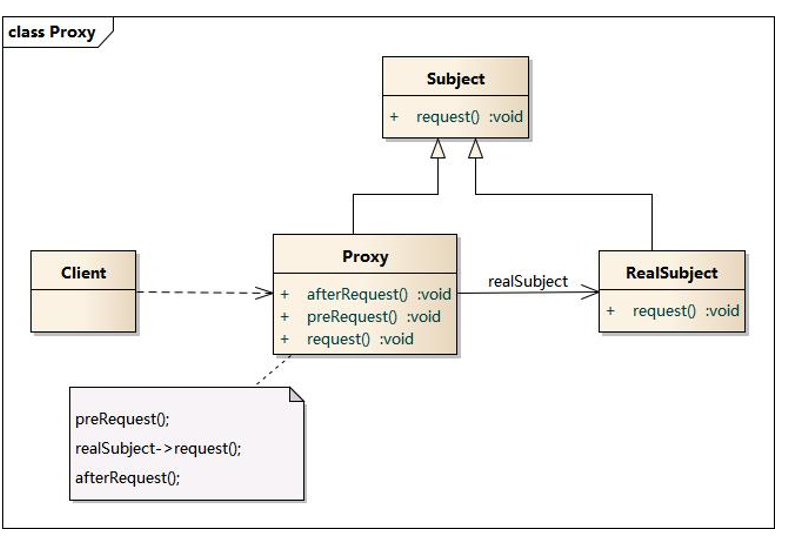 class Proxy
Subject
+ request() :void
Client
Proxy
+ afterRequest() :void
+ preRequest() :void
+ request() :void
realSubject
RealSubject
+ request() :void
preRequest();
realSubject->request();
afterRequest();